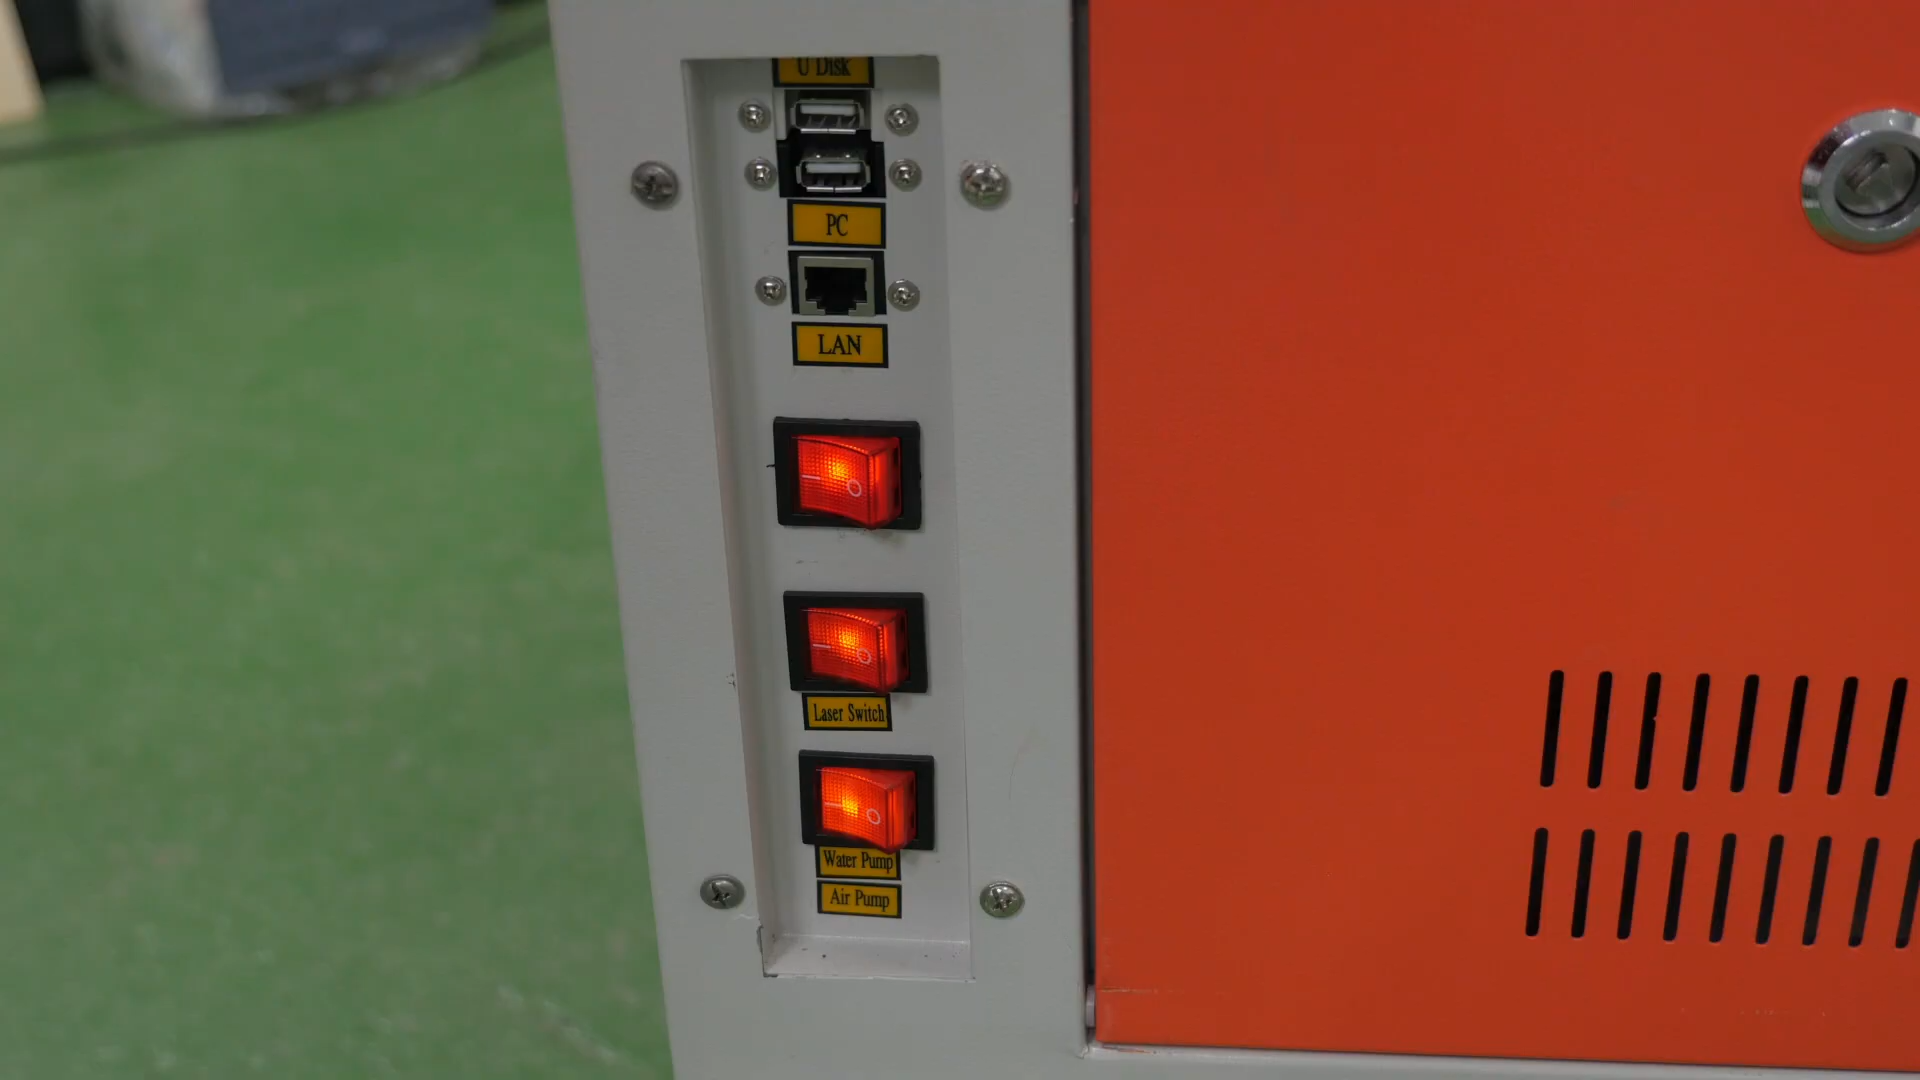 U Disk
PC
LAN
Laser Switch
Water Pump
Air Pump